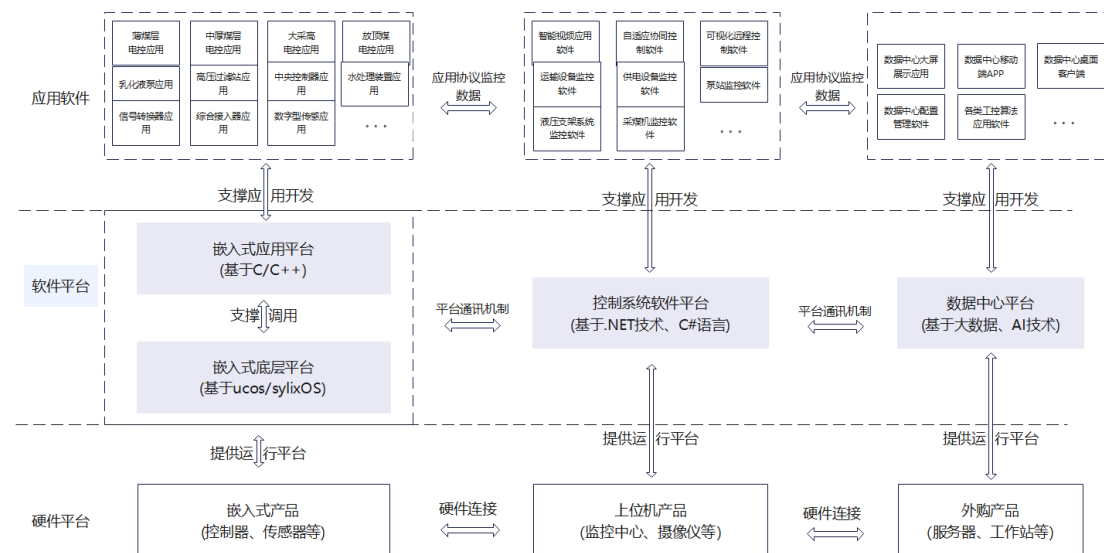 应用软件
薄煤层
电控应用
中厚煤层
电控应用
大采高
电控应用
放顶煤
电控应用
乳化液泵应用
高压过滤站应
用
中央控制器应
用
水处理装置应
用
信号转换器应
用
综合接入器应
用
数字型传感应
用
...
应用协议监控
数据
智能视频应用
软件
自适应协同控
制软件
可视化远程控
制软件
运输设备监控
软件
供电设备监控
软件
泵站监控软件
液压支架系统
监控软件
采煤机监控软
件
...
应用协议监控
数据
数据中心大屏
展示应用
数据中心移动
端APP
数据中心桌面
客户端
数据中心配置
管理软件
各类工控算法
应用软件
...
支撑应 用开发
支撑应 用开发
支撑应 用开发
软件平台
嵌入式应用平台
(基于C/C++)
支撑 调用
嵌入式底层平台
(基于ucos/sylixOS)
平台通讯机制
控制系统软件平台
(基于.NET技术、C#语言)
平台通讯机制
数据中心平台
(基于大数据、AI技术)
提供运 行平台
提供运 行平台
提供运 行平台
硬件平台
嵌入式产品
(控制器、传感器等)
硬件连接
上位机产品
(监控中心、摄像仪等)
硬件连接
外购产品
(服务器、工作站等)